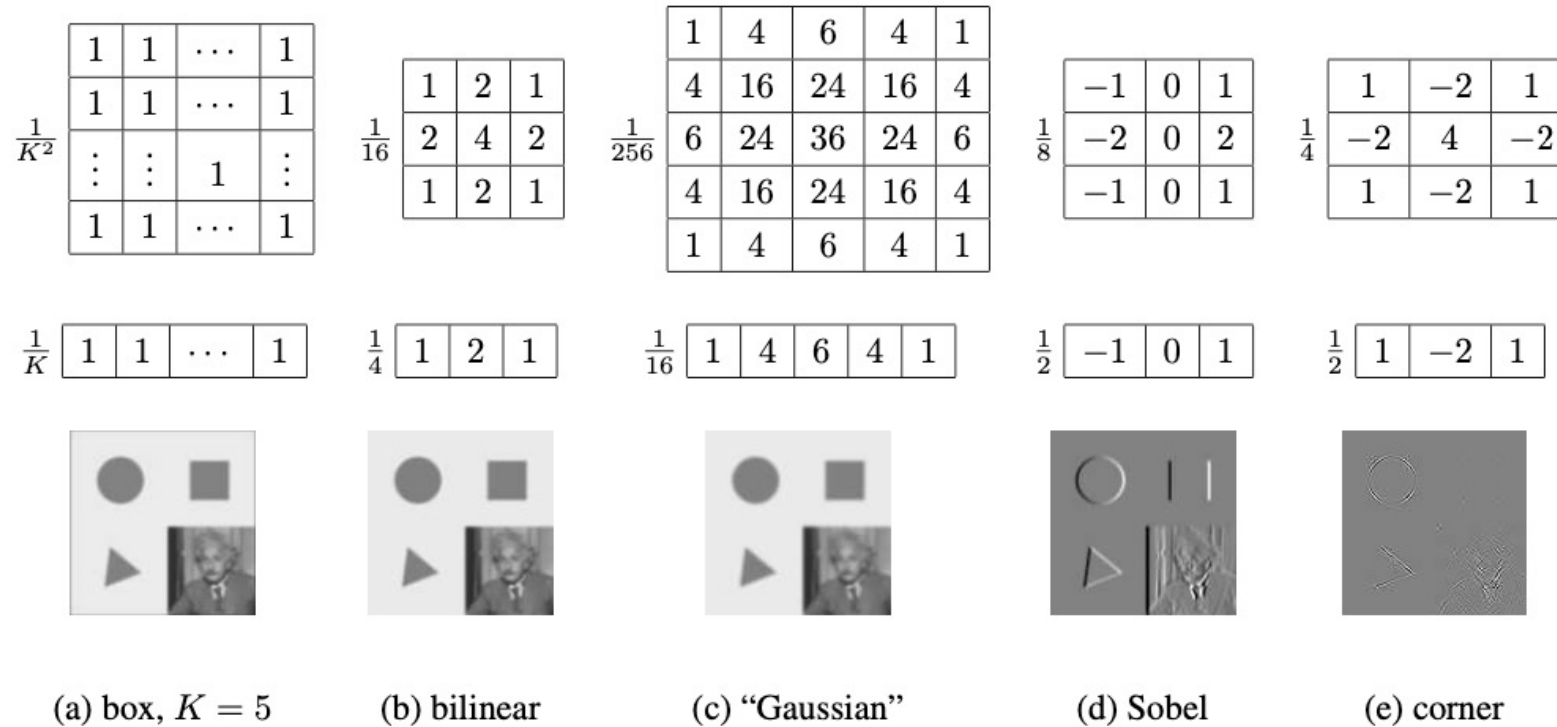 1/K² 1 1 ⋯ 1
1 1 ⋯ 1
⋮ ⋮ 1 ⋮
1 1 ⋯ 1
1/16 1 2 1
2 4 2
1 2 1
1/256 1 4 6 4 1
4 16 24 16 4
6 24 36 24 6
4 16 24 16 4
1 4 6 4 1
1/8 −1 0 1
−2 0 2
−1 0 1
1/4 1 −2 1
−2 4 −2
1 −2 1
1/K 1 1 ⋯ 1
1/4 1 2 1
1/16 1 4 6 4 1
1/2 −1 0 1
1/2 1 −2 1
(a) box, K = 5
(b) bilinear
(c) “Gaussian”
(d) Sobel
(e) corner